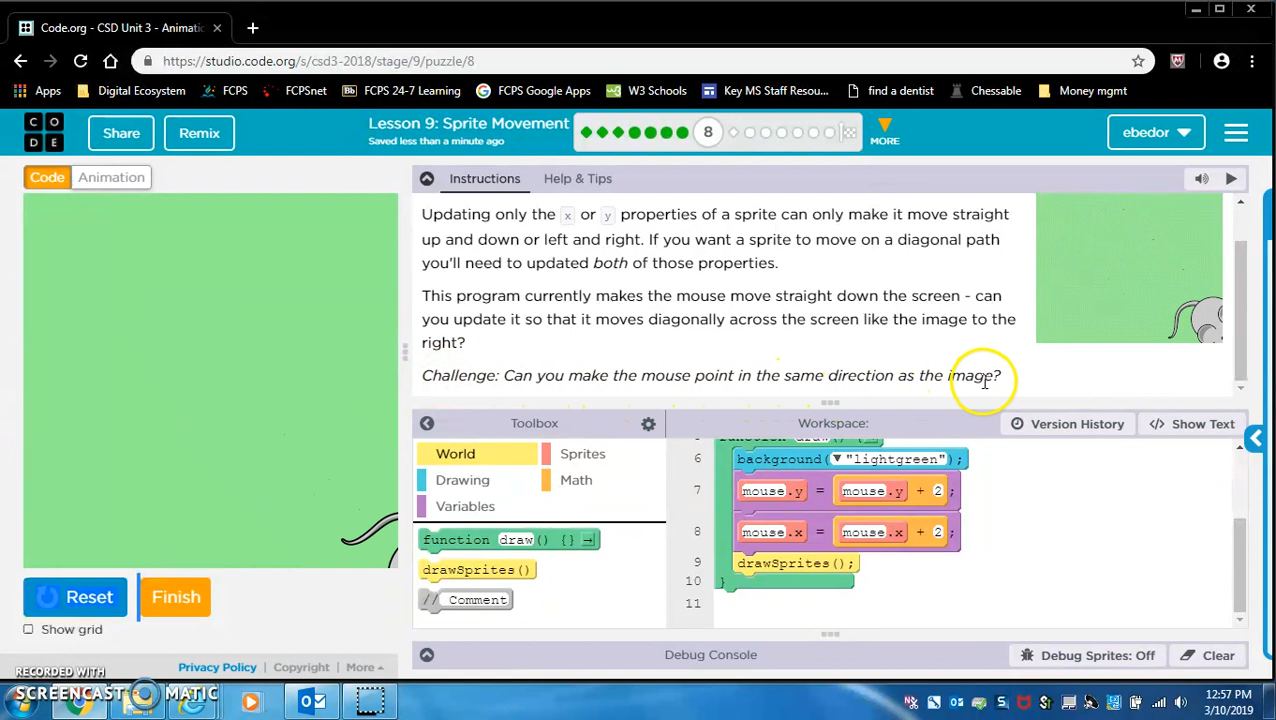 Code.org - CSD Unit 3 - Animatic
https://studio.code.org/s/csd3-2018/stage/9/puzzle/8
Apps Digital Ecosystem FCPS FCPSnet Bb FCPS 24-7 Learning FCPS Google Apps W3 Schools Key MS Staff Resou... find a dentist Chessable Money mgmt
C O D E Share Remix Lesson 9: Sprite Movement Saved less than a minute ago 8 MORE ebedor
Code Animation Instructions Help & Tips
Updating only the x or y properties of a sprite can only make it move straight
up and down or left and right. If you want a sprite to move on a diagonal path
you'll need to updated both of those properties.
This program currently makes the mouse move straight down the screen - can
you update it so that it moves diagonally across the screen like the image to the
right?
Challenge: Can you make the mouse point in the same direction as the image?
Toolbox Workspace: Version History </> Show Text
World Sprites
Drawing Math
Variables
function draw() {}
drawSprites()
// Comment
6 background("lightgreen");
7 mouse.y = mouse.y + 2;
8 mouse.x = mouse.x + 2;
9 drawSprites();
10 }
11
Reset Finish
Show grid
Debug Console Debug Sprites: Off Clear
Privacy Policy Copyright More
RECORDED WITH
SCREENCAST MATIC
12:57 PM
3/10/2019